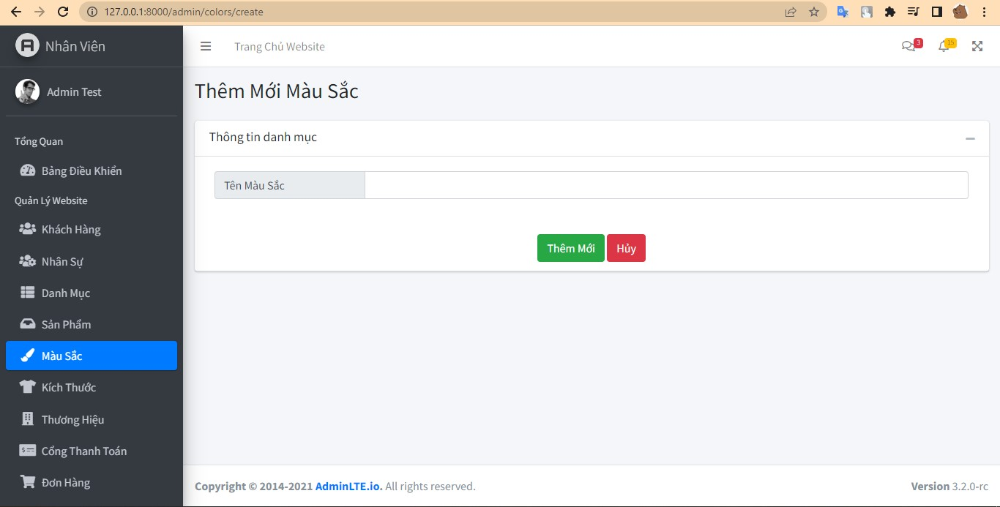 127.0.0.1:8000/admin/colors/create
Nhân Viên
Trang Chủ Website
3
15
Admin Test
Tổng Quan
Bảng Điều Khiển
Quản Lý Website
Khách Hàng
Nhân Sự
Danh Mục
Sản Phẩm
Màu Sắc
Kích Thước
Thương Hiệu
Cổng Thanh Toán
Đơn Hàng
Thêm Mới Màu Sắc
Thông tin danh mục
Tên Màu Sắc
Thêm Mới Hủy
Copyright © 2014-2021 AdminLTE.io. All rights reserved.
Version 3.2.0-rc